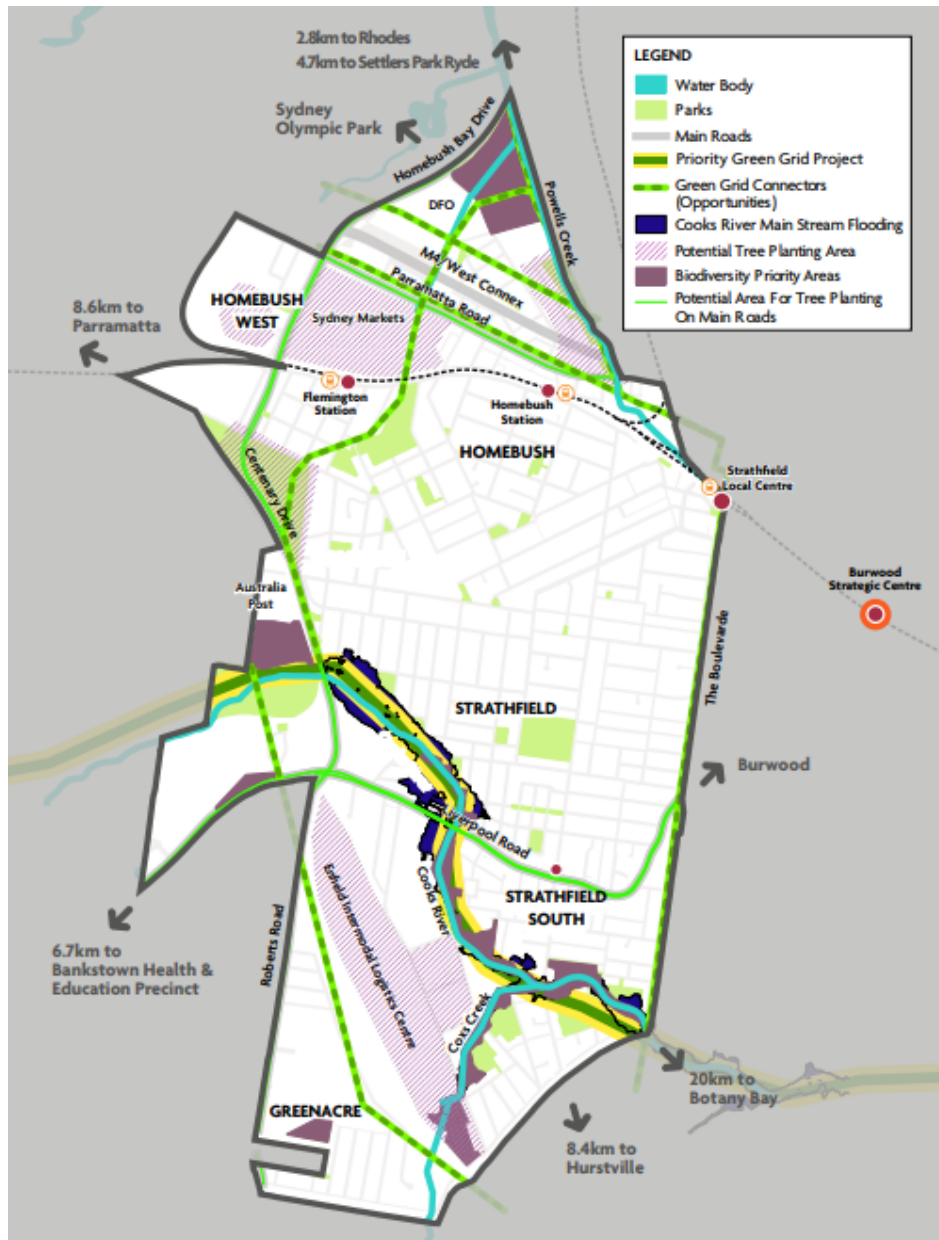 2.8km to Rhodes
4.7km to Settlers Park Ryde
Sydney
Olympic Park
Homebush Bay Drive
DFO
Powells Creek
LEGEND
Water Body
Parks
Main Roads
Priority Green Grid Project
Green Grid Connectors
(Opportunities)
Cooks River Main Stream Flooding
Potential Tree Planting Area
Biodiversity Priority Areas
Potential Area For Tree Planting
On Main Roads
8.6km to
Parramatta
HOMEBUSH
WEST
M4/West Connex
Parramatta Road
Sydney Markets
Flemington
Station
Homebush
Station
HOMEBUSH
Strathfield
Local Centre
Centenary Drive
Burwood
Strategic Centre
Australia
Post
The Boulevarde
STRATHFIELD
Burwood
Liverpool Road
Cooks River
STRATHFIELD
SOUTH
Roberts Road
Enfield Intermodal Logistics Centre
6.7km to
Bankstown Health &
Education Precinct
Coxs Creek
20km to
Botany Bay
GREENACRE
8.4km to
Hurstville